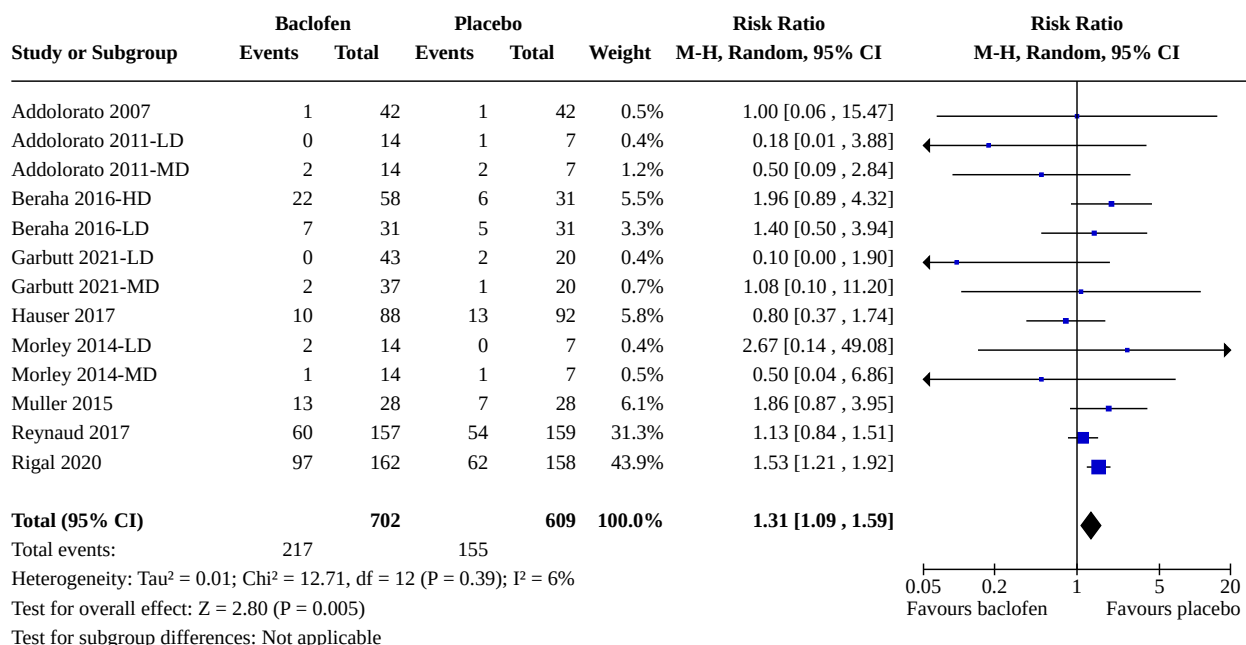 Baclofen Placebo Risk Ratio Risk Ratio
Study or Subgroup Events Total Events Total Weight M-H, Random, 95% CI M-H, Random, 95% CI
Addolorato 2007 1 42 1 42 0.5% 1.00 [0.06 , 15.47]
Addolorato 2011-LD 0 14 1 7 0.4% 0.18 [0.01 , 3.88]
Addolorato 2011-MD 2 14 2 7 1.2% 0.50 [0.09 , 2.84]
Beraha 2016-HD 22 58 6 31 5.5% 1.96 [0.89 , 4.32]
Beraha 2016-LD 7 31 5 31 3.3% 1.40 [0.50 , 3.94]
Garbutt 2021-LD 0 43 2 20 0.4% 0.10 [0.00 , 1.90]
Garbutt 2021-MD 2 37 1 20 0.7% 1.08 [0.10 , 11.20]
Hauser 2017 10 88 13 92 5.8% 0.80 [0.37 , 1.74]
Morley 2014-LD 2 14 0 7 0.4% 2.67 [0.14 , 49.08]
Morley 2014-MD 1 14 1 7 0.5% 0.50 [0.04 , 6.86]
Muller 2015 13 28 7 28 6.1% 1.86 [0.87 , 3.95]
Reynaud 2017 60 157 54 159 31.3% 1.13 [0.84 , 1.51]
Rigal 2020 97 162 62 158 43.9% 1.53 [1.21 , 1.92]
Total (95% CI) 702 609 100.0% 1.31 [1.09 , 1.59]
Total events: 217 155
Heterogeneity: Tau² = 0.01; Chi² = 12.71, df = 12 (P = 0.39); I² = 6%
0.05 0.2 1 5 20
Test for overall effect: Z = 2.80 (P = 0.005)
Favours baclofen Favours placebo
Test for subgroup differences: Not applicable